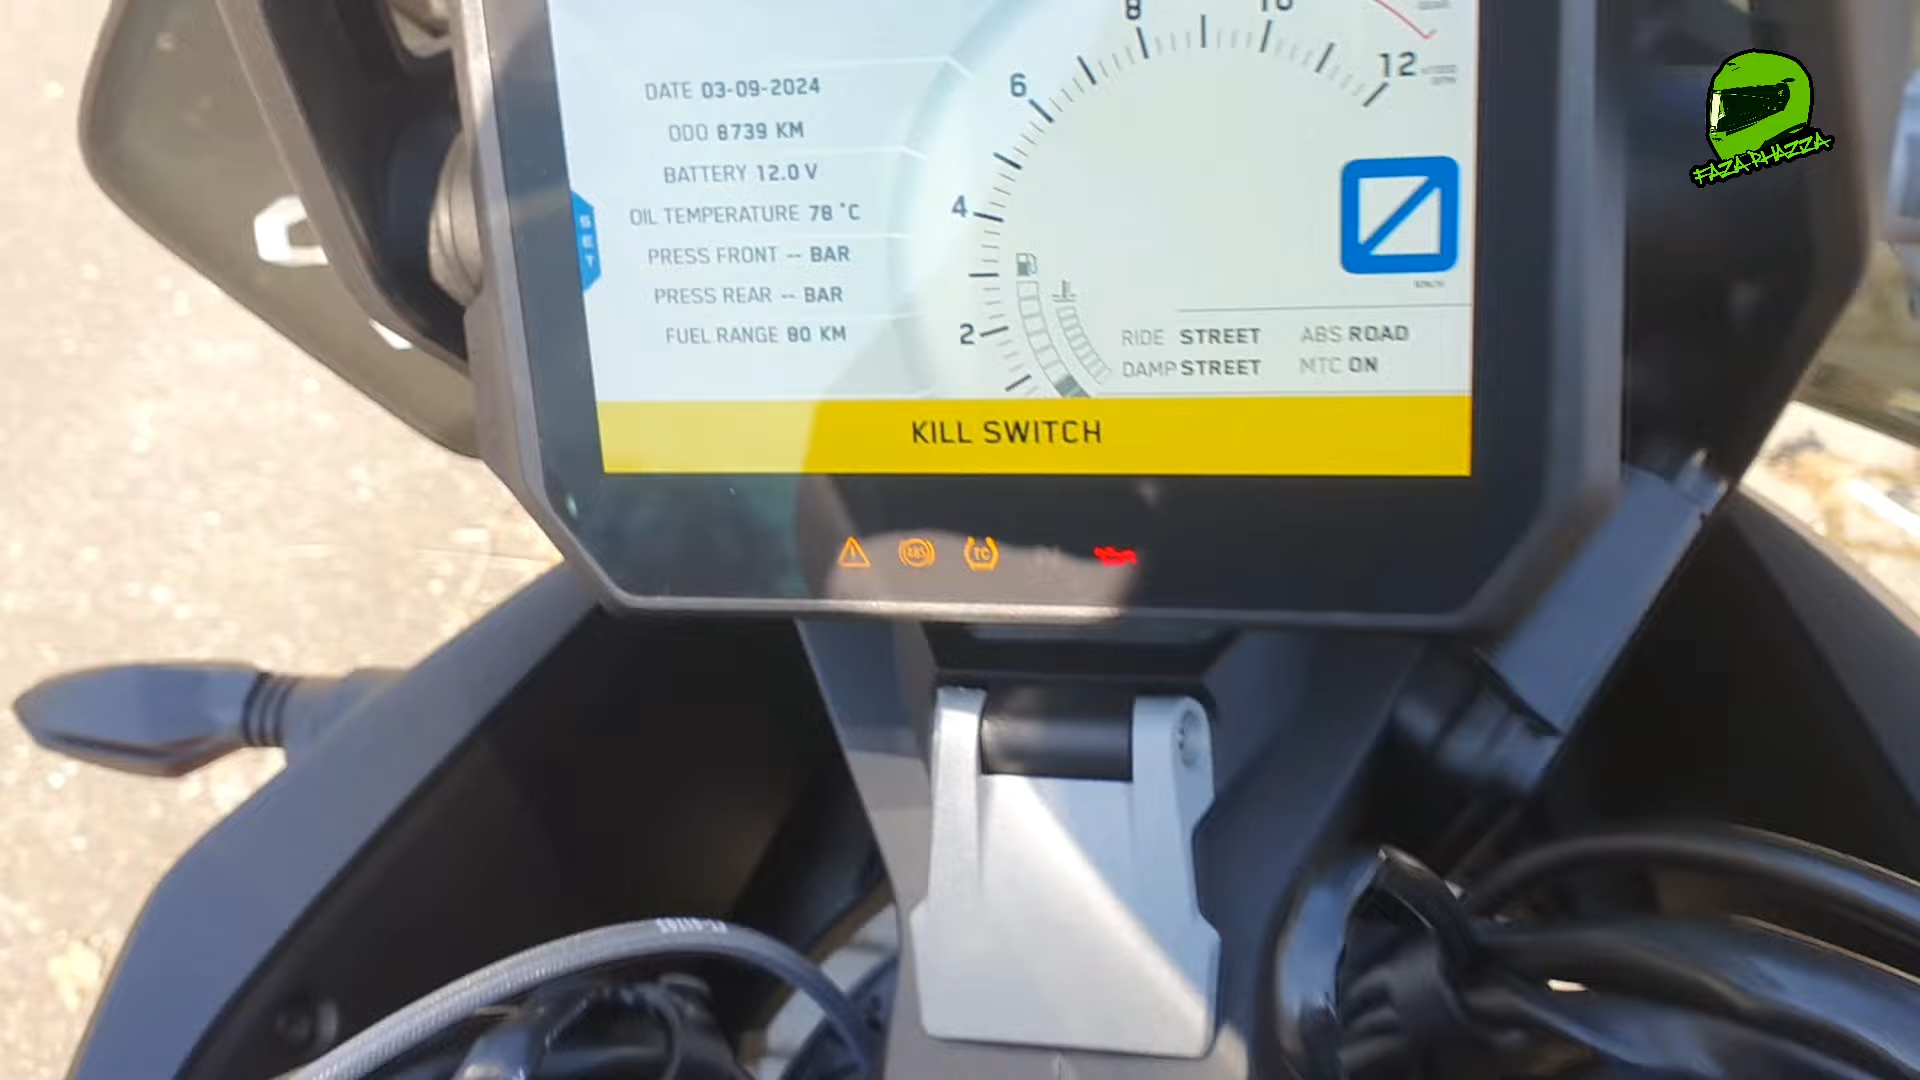 8
10
12
6
DATE 03-09-2024
ODO 8739 KM
BATTERY 12.0 V
SET
OIL TEMPERATURE 78 °C
4
PRESS FRONT -- BAR
PRESS REAR -- BAR
FUEL RANGE 80 KM
2
RIDE STREET ABS ROAD
DAMP STREET MTC ON
KILL SWITCH
ABS
TC
FAZA PHAZZA